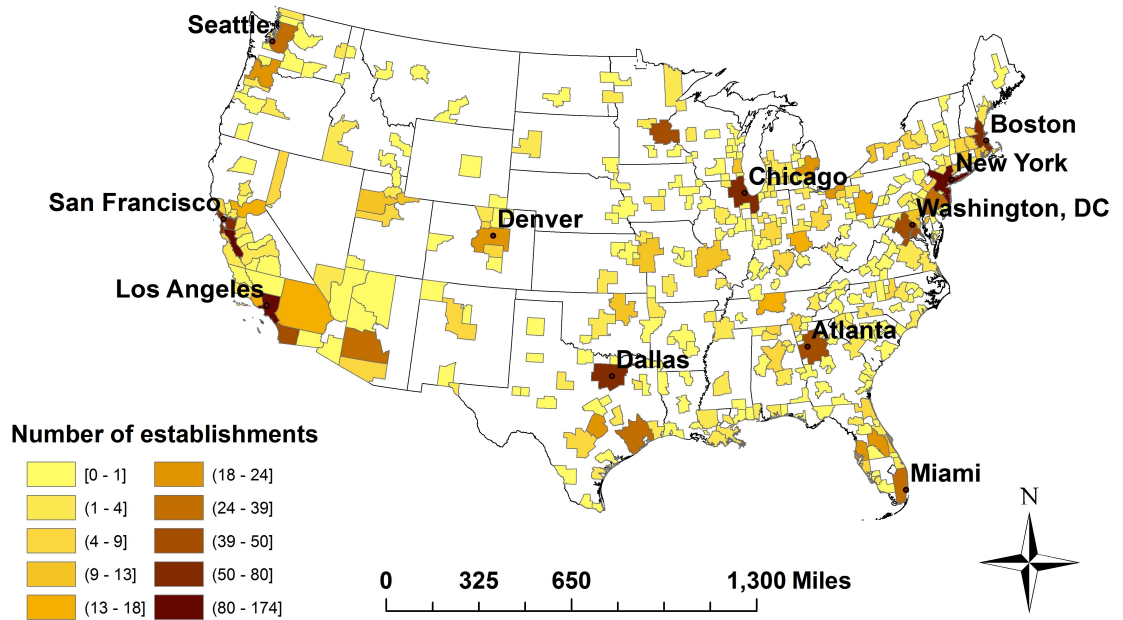 Seattle
Boston
New York
Chicago
San Francisco
Washington, DC
Denver
Los Angeles
Atlanta
Dallas
Number of establishments
[0 - 1] (18 - 24]
Miami
(1 - 4] (24 - 39]
N
(4 - 9] (39 - 50]
(9 - 13] (50 - 80]
0 325 650 1,300 Miles
(13 - 18] (80 - 174]